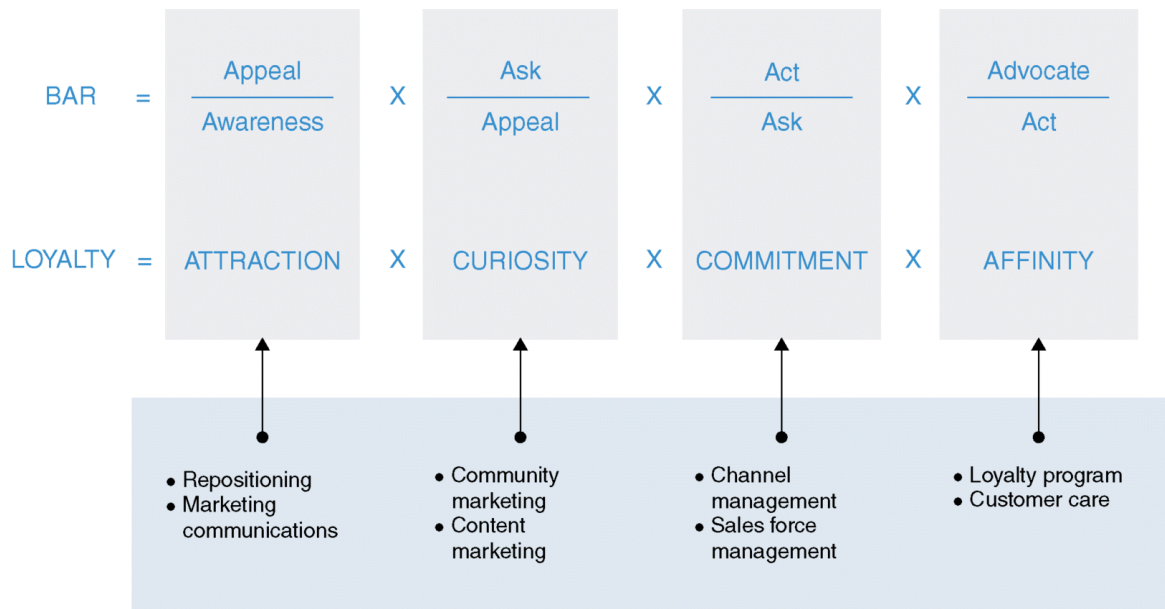 BAR = Appeal / Awareness X Ask / Appeal X Act / Ask X Advocate / Act
LOYALTY = ATTRACTION X CURIOSITY X COMMITMENT X AFFINITY
• Repositioning
• Marketing
communications
• Community
marketing
• Content
marketing
• Channel
management
• Sales force
management
• Loyalty program
• Customer care